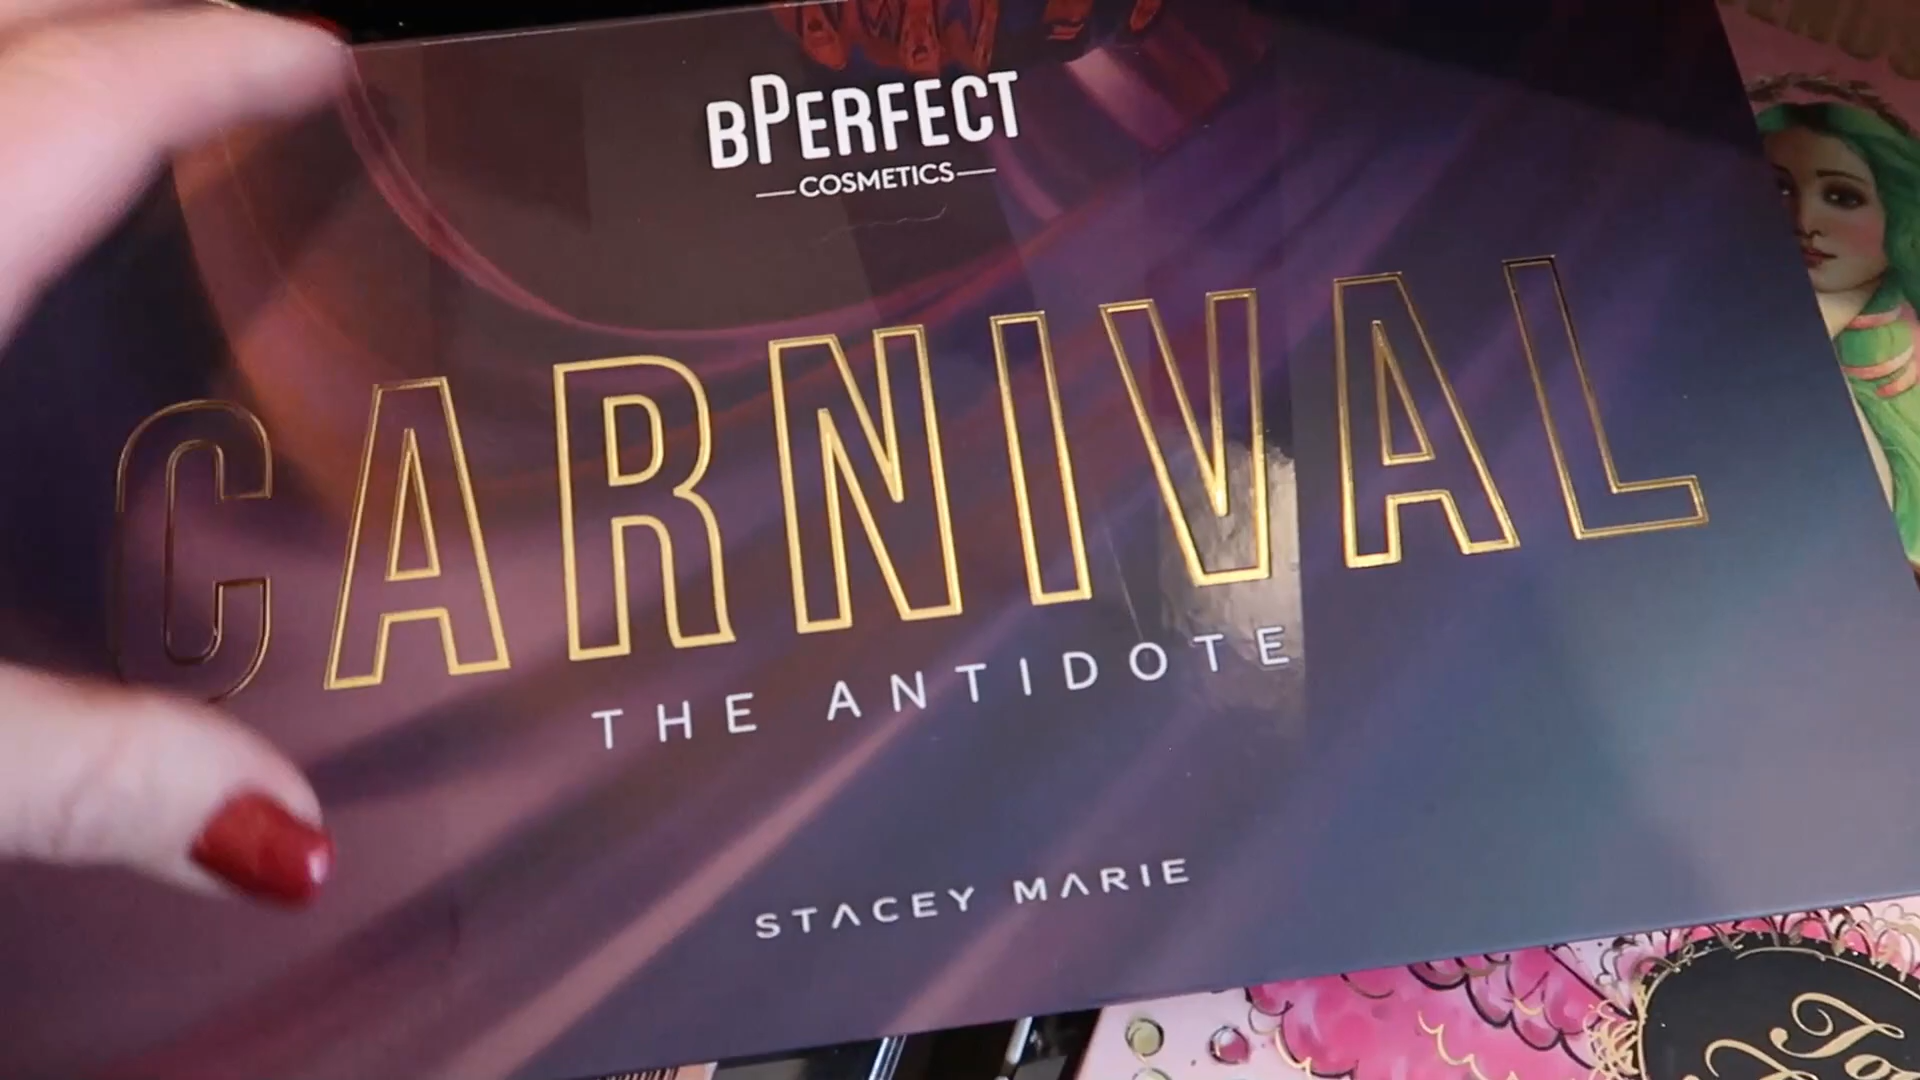 BPERFECT
COSMETICS
CARNIVAL
THE ANTIDOTE
STACEY MARIE